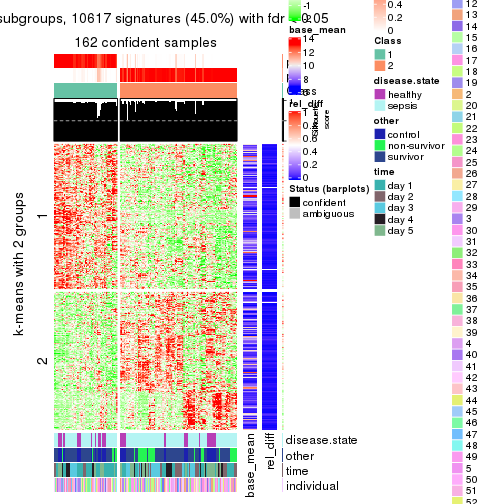 subgroups, 10617 signatures (45.0%) with fdr < 0.05
162 confident samples
k-means with 2 groups
1
2
-1
base_mean
14
12
10
8
6
rel_diff
1
0.8
0.6
0.4
0.2
0
Status (barplots)
confident
ambiguous
base_mean
rel_diff
disease.state
other
time
individual
0.4
0.2
0
Class
1
2
disease.state
healthy
sepsis
other
control
non-survivor
survivor
time
day 1
day 2
day 3
day 4
day 5
12
13
14
15
16
17
18
19
2
20
21
22
23
24
25
26
27
28
29
3
30
31
32
33
34
35
36
37
38
39
4
40
41
42
43
44
45
46
47
48
49
5
50
51
52